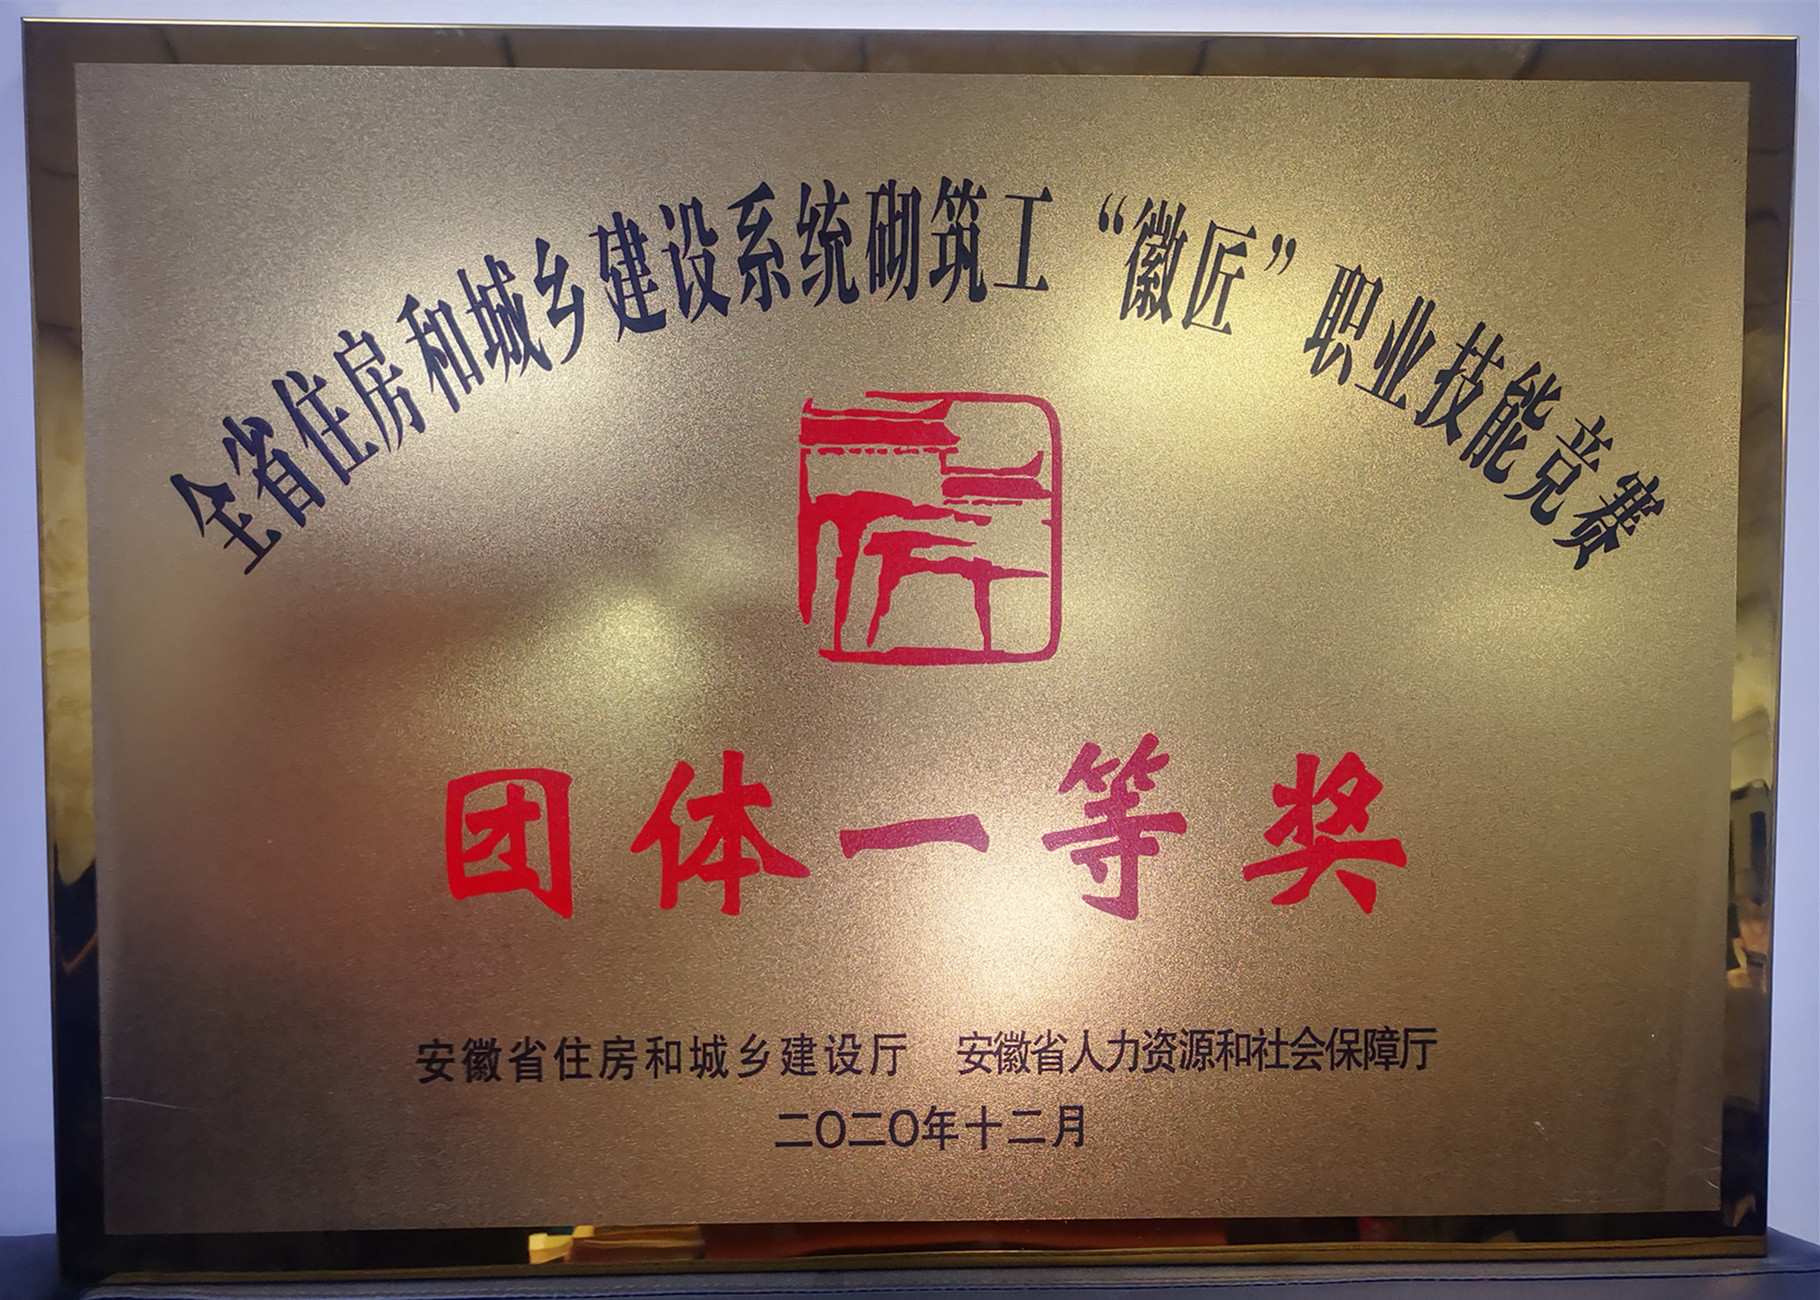 全省住房和城乡建设系统砌筑工“徽匠”职业技能竞赛
匠
团体一等奖
安徽省住房和城乡建设厅 安徽省人力资源和社会保障厅
二〇二〇年十二月